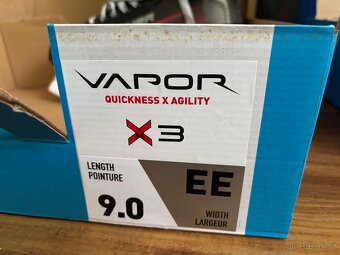 VAPOR
QUICKNESS X AGILITY
X3
LENGTH
POINTURE
9.0
EE
WIDTH
LARGEUR